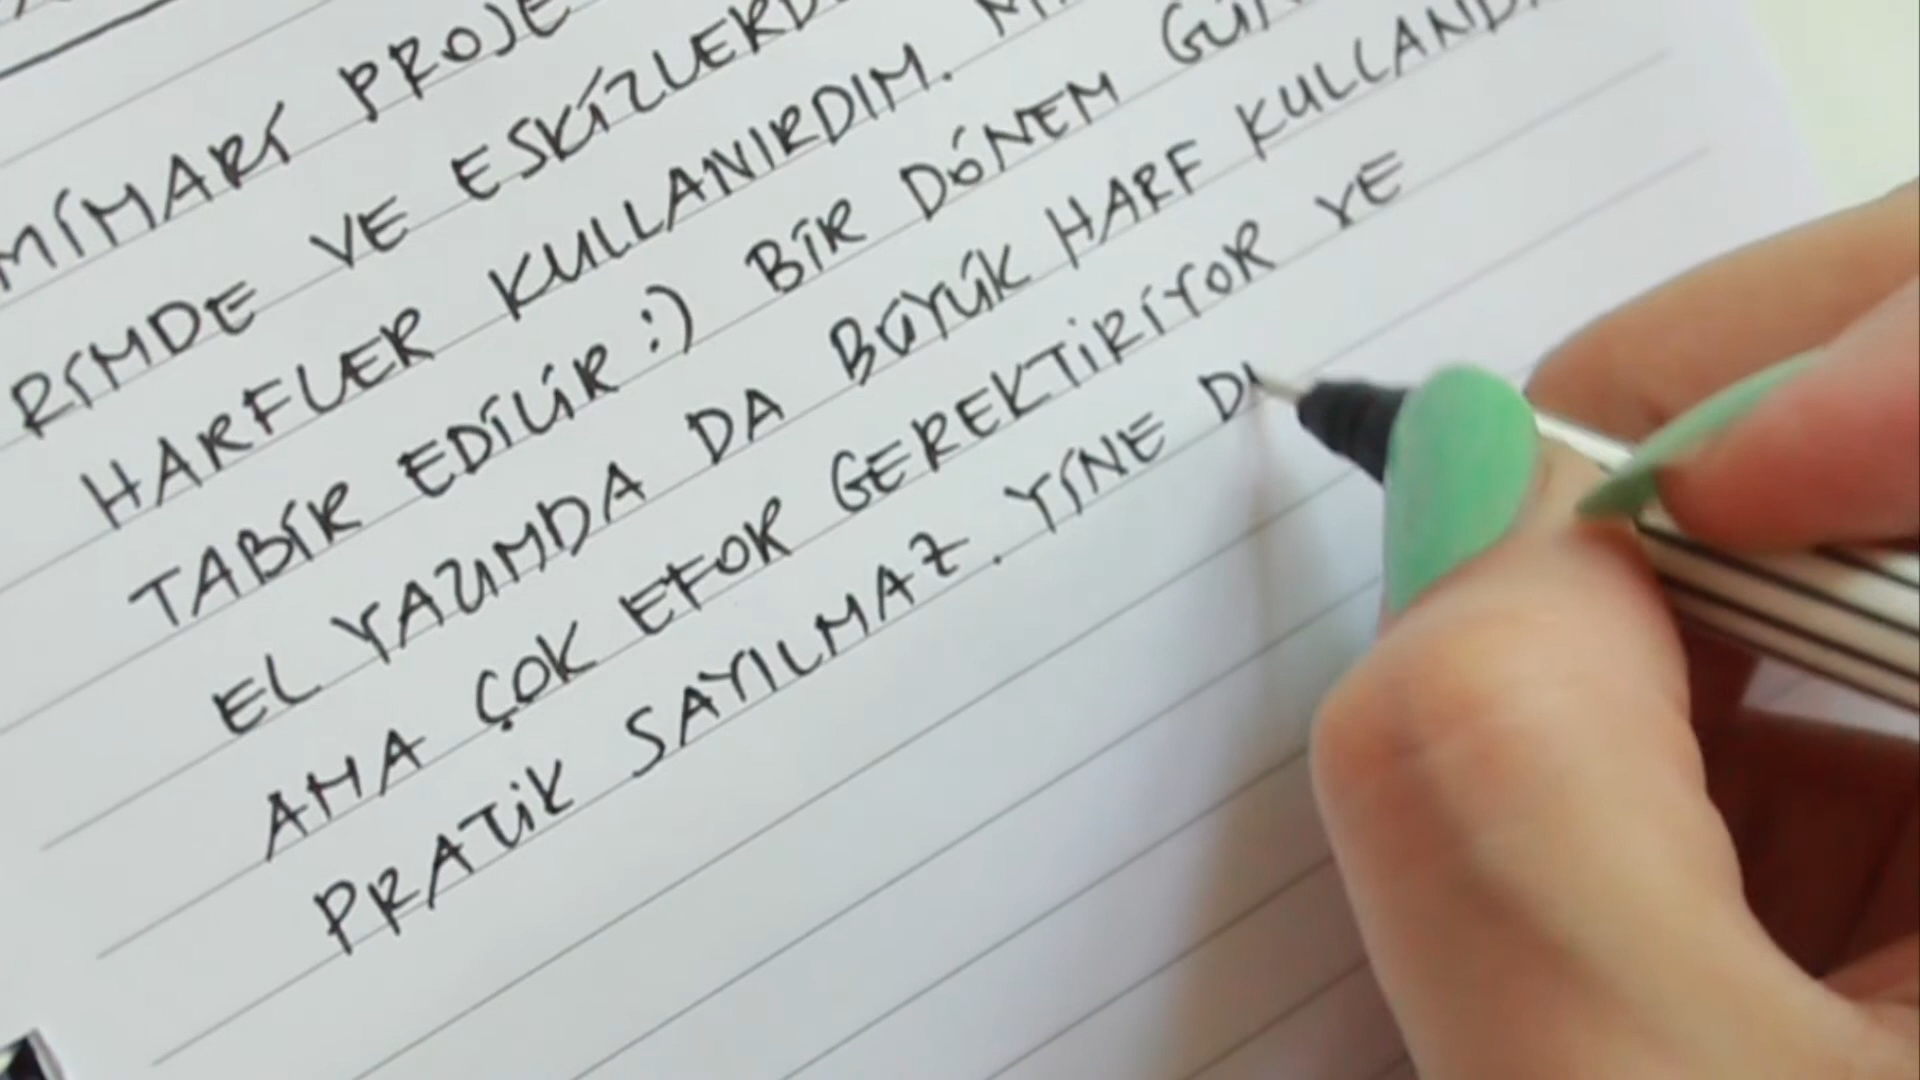 MİMARİ PROJE
RİMDE VE ESKİZLERD
HARFLER KULLANIRDIM.
TABİR EDİLİR :) BİR DÖNEM GÜN
EL YAZIMDA DA BÜYÜK HARF KULLAND
AMA ÇOK EFOR GEREKTİRİYOR VE
PRATİK SAYILMAZ. YİNE D